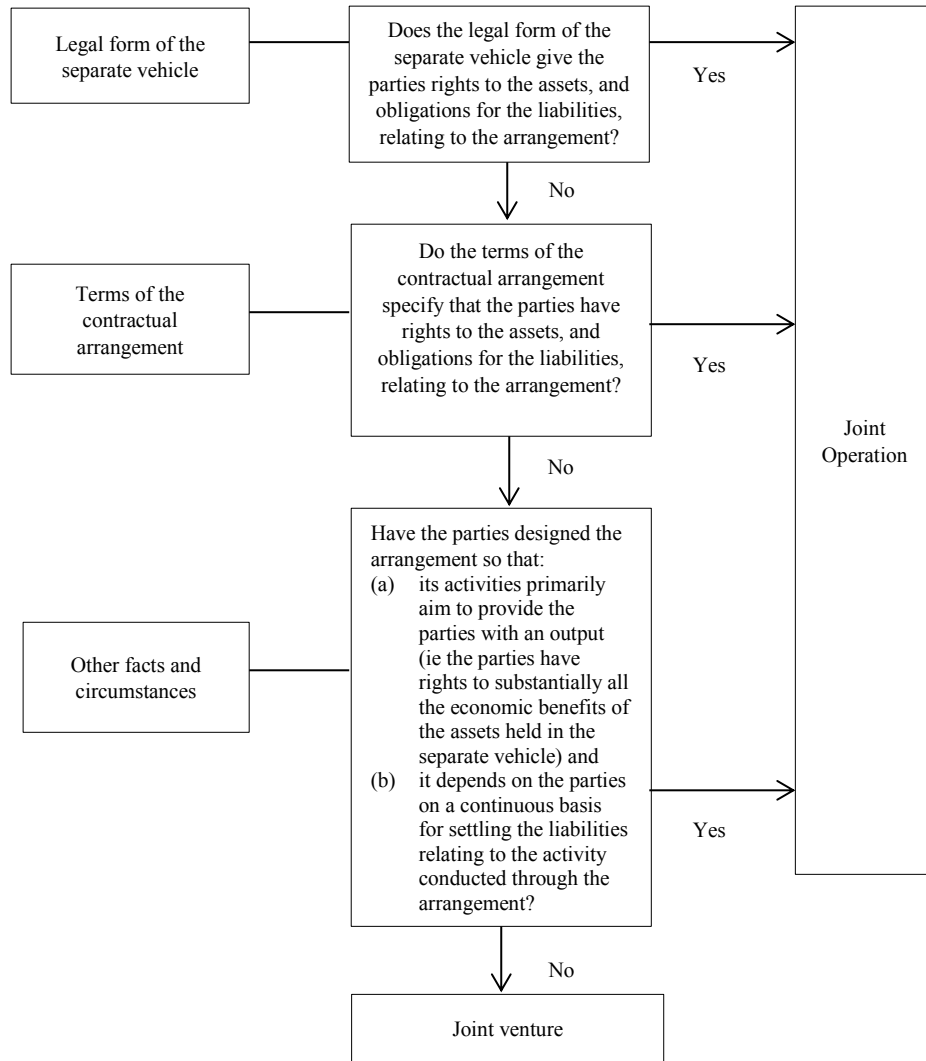 Legal form of the
separate vehicle
Does the legal form of the
separate vehicle give the
parties rights to the assets, and
obligations for the liabilities,
relating to the arrangement?
Yes
No
Terms of the
contractual
arrangement
Do the terms of the
contractual arrangement
specify that the parties have
rights to the assets, and
obligations for the liabilities,
relating to the arrangement?
Yes
Joint
Operation
No
Other facts and
circumstances
Have the parties designed the
arrangement so that:
(a) its activities primarily
aim to provide the
parties with an output
(ie the parties have
rights to substantially all
the economic benefits of
the assets held in the
separate vehicle) and
(b) it depends on the parties
on a continuous basis
for settling the liabilities
relating to the activity
conducted through the
arrangement?
Yes
No
Joint venture